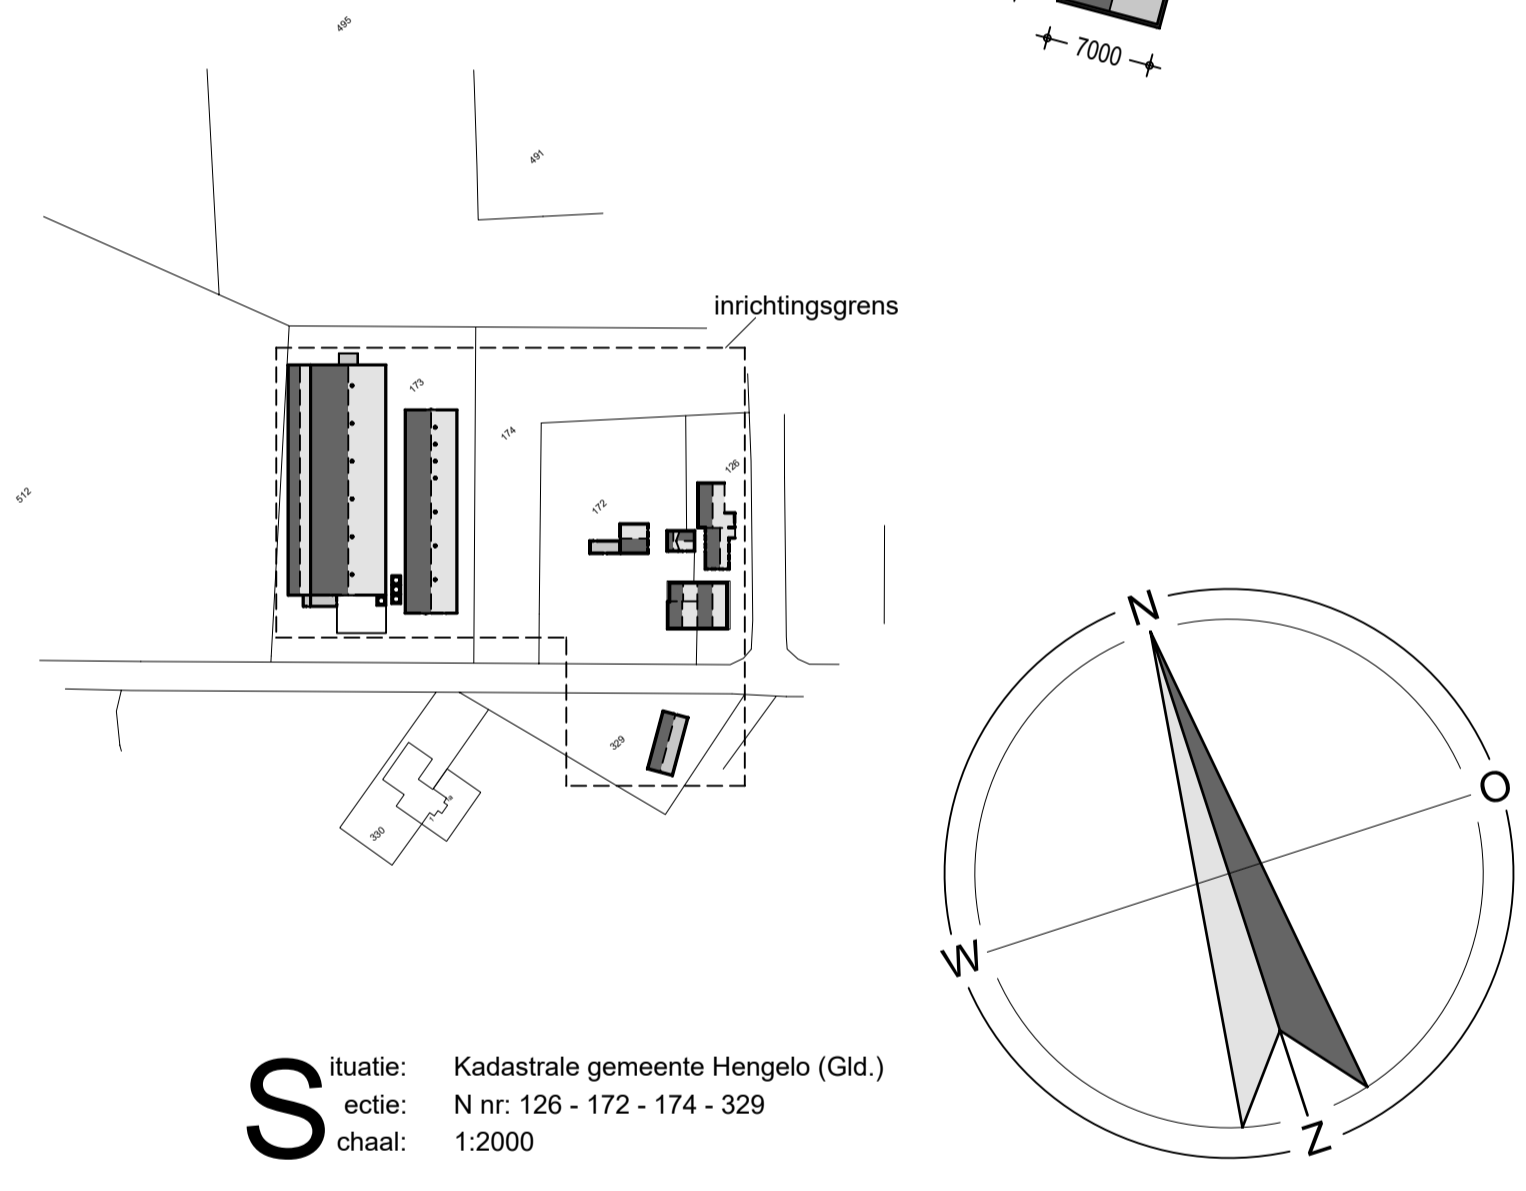 495
7000
491
inrichtingsgrens
173
174
126
512
172
329
330
N
O
W
Z
Situatie: Kadastrale gemeente Hengelo (Gld.)
Sectie: N nr: 126 - 172 - 174 - 329
Schaal: 1:2000